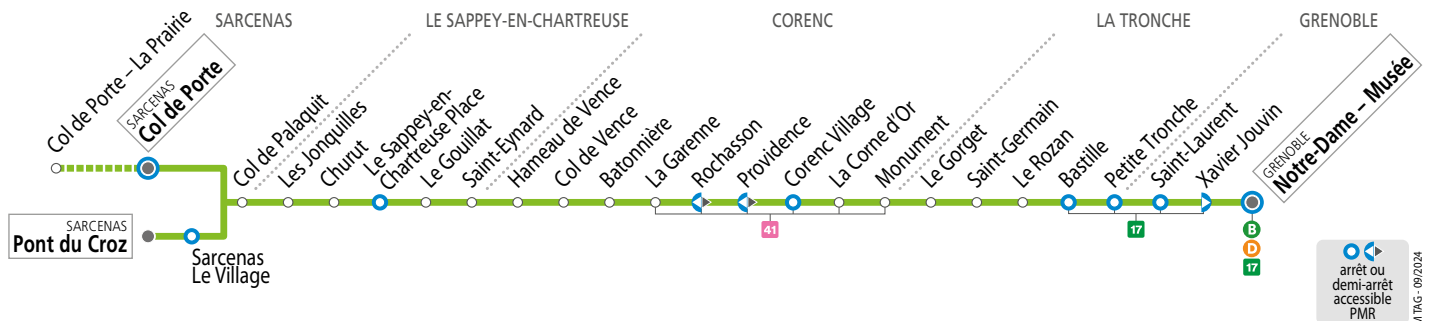 SARCENAS
LE SAPPEY-EN-CHARTREUSE
CORENC
LA TRONCHE
GRENOBLE
Col de Porte – La Prairie
SARCENAS
Col de Porte
SARCENAS
Pont du Croz
Sarcenas
Le Village
Col de Palaquit
Les Jonquilles
Churut
Le Sappey-en-
Chartreuse Place
Le Gouillat
Saint-Eynard
Hameau de Vence
Col de Vence
Batonnière
La Garenne
Rochasson
Providence
Corenc Village
La Corne d'Or
Monument
Le Gorget
Saint-Germain
Le Rozan
Bastille
Petite Tronche
Saint-Laurent
Xavier Jouvin
GRENOBLE
Notre-Dame – Musée
41
17
B
D
17
arrêt ou
demi-arrêt
accessible
PMR
M TAG - 09/2024